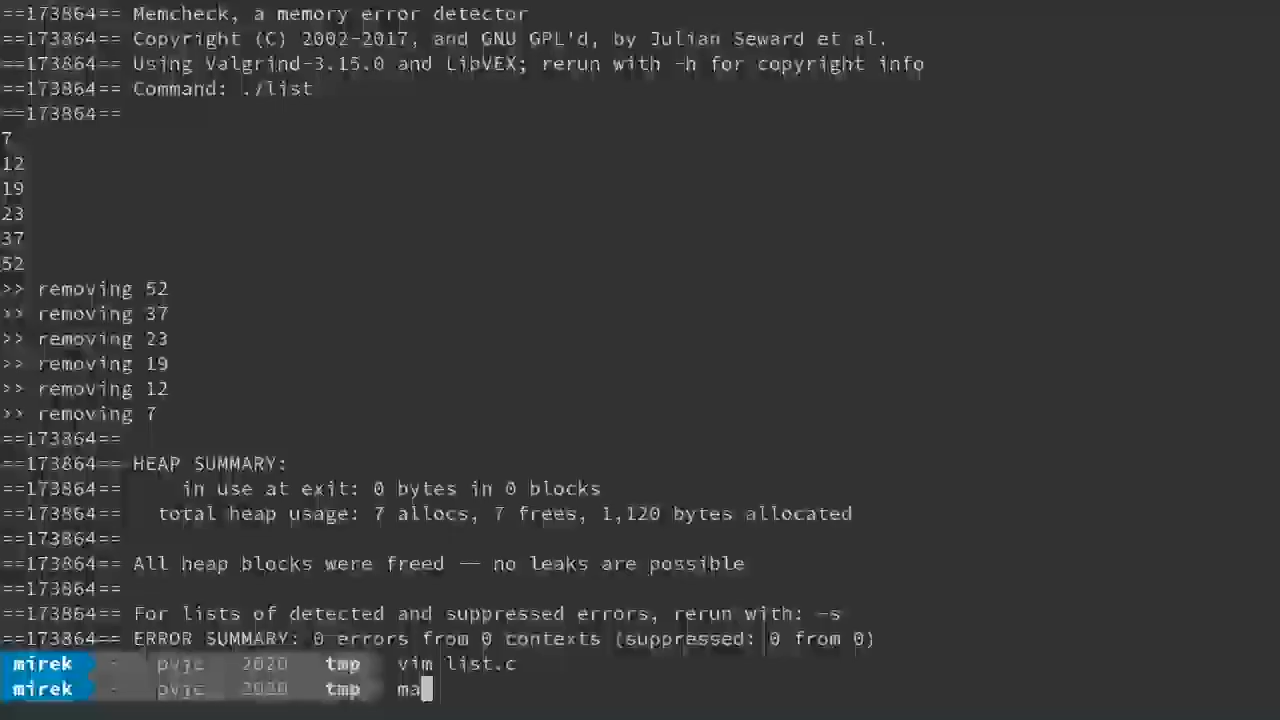 ==173864== Memcheck, a memory error detector
==173864== Copyright (C) 2002-2017, and GNU GPL'd, by Julian Seward et al.
==173864== Using Valgrind-3.15.0 and LibVEX; rerun with -h for copyright info
==173864== Command: ./list
==173864==
7
12
19
23
37
52
>> removing 52
>> removing 37
>> removing 23
>> removing 19
>> removing 12
>> removing 7
==173864==
==173864== HEAP SUMMARY:
==173864==     in use at exit: 0 bytes in 0 blocks
==173864==   total heap usage: 7 allocs, 7 frees, 1,120 bytes allocated
==173864==
==173864== All heap blocks were freed -- no leaks are possible
==173864==
==173864== For lists of detected and suppressed errors, rerun with: -s
==173864== ERROR SUMMARY: 0 errors from 0 contexts (suppressed: 0 from 0)
mirek ~ pvjc 2020 tmp vim list.c
mirek ~ pvjc 2020 tmp ma